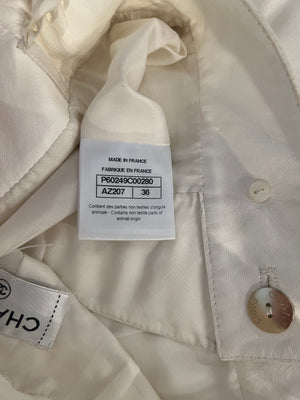 MADE IN FRANCE
FABRIQUE EN FRANCE
P60249C00280
AZ207 36
Contient des parties non textiles d'origine
animale - Contains non textile parts of
animal origin
CHA